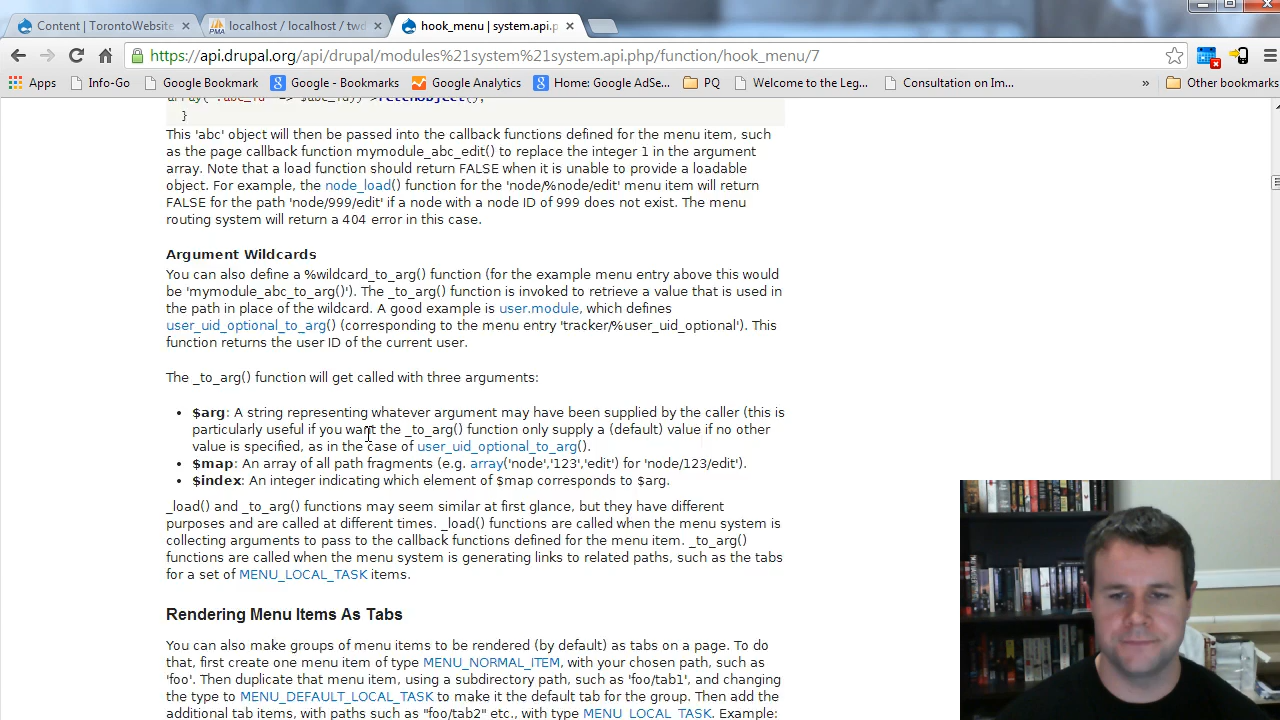 Content | TorontoWebsite
localhost / localhost / twd
hook_menu | system.api.p
https://api.drupal.org/api/drupal/modules%21system%21system.api.php/function/hook_menu/7
Apps
Info-Go
Google Bookmark
Google - Bookmarks
Google Analytics
Home: Google AdSe...
PQ
Welcome to the Leg...
Consultation on Im...
»
Other bookmarks
array(':abc_id' => $abc_id))->fetchObject();
}
This 'abc' object will then be passed into the callback functions defined for the menu item, such
as the page callback function mymodule_abc_edit() to replace the integer 1 in the argument
array. Note that a load function should return FALSE when it is unable to provide a loadable
object. For example, the node_load() function for the 'node/%node/edit' menu item will return
FALSE for the path 'node/999/edit' if a node with a node ID of 999 does not exist. The menu
routing system will return a 404 error in this case.
Argument Wildcards
You can also define a %wildcard_to_arg() function (for the example menu entry above this would
be 'mymodule_abc_to_arg()'). The _to_arg() function is invoked to retrieve a value that is used in
the path in place of the wildcard. A good example is user.module, which defines
user_uid_optional_to_arg() (corresponding to the menu entry 'tracker/%user_uid_optional'). This
function returns the user ID of the current user.
The _to_arg() function will get called with three arguments:
• $arg: A string representing whatever argument may have been supplied by the caller (this is
particularly useful if you want the _to_arg() function only supply a (default) value if no other
value is specified, as in the case of user_uid_optional_to_arg().
• $map: An array of all path fragments (e.g. array('node','123','edit') for 'node/123/edit').
• $index: An integer indicating which element of $map corresponds to $arg.
_load() and _to_arg() functions may seem similar at first glance, but they have different
purposes and are called at different times. _load() functions are called when the menu system is
collecting arguments to pass to the callback functions defined for the menu item. _to_arg()
functions are called when the menu system is generating links to related paths, such as the tabs
for a set of MENU_LOCAL_TASK items.
Rendering Menu Items As Tabs
You can also make groups of menu items to be rendered (by default) as tabs on a page. To do
that, first create one menu item of type MENU_NORMAL_ITEM, with your chosen path, such as
'foo'. Then duplicate that menu item, using a subdirectory path, such as 'foo/tab1', and changing
the type to MENU_DEFAULT_LOCAL_TASK to make it the default tab for the group. Then add the
additional tab items, with paths such as "foo/tab2" etc., with type MENU_LOCAL_TASK. Example: